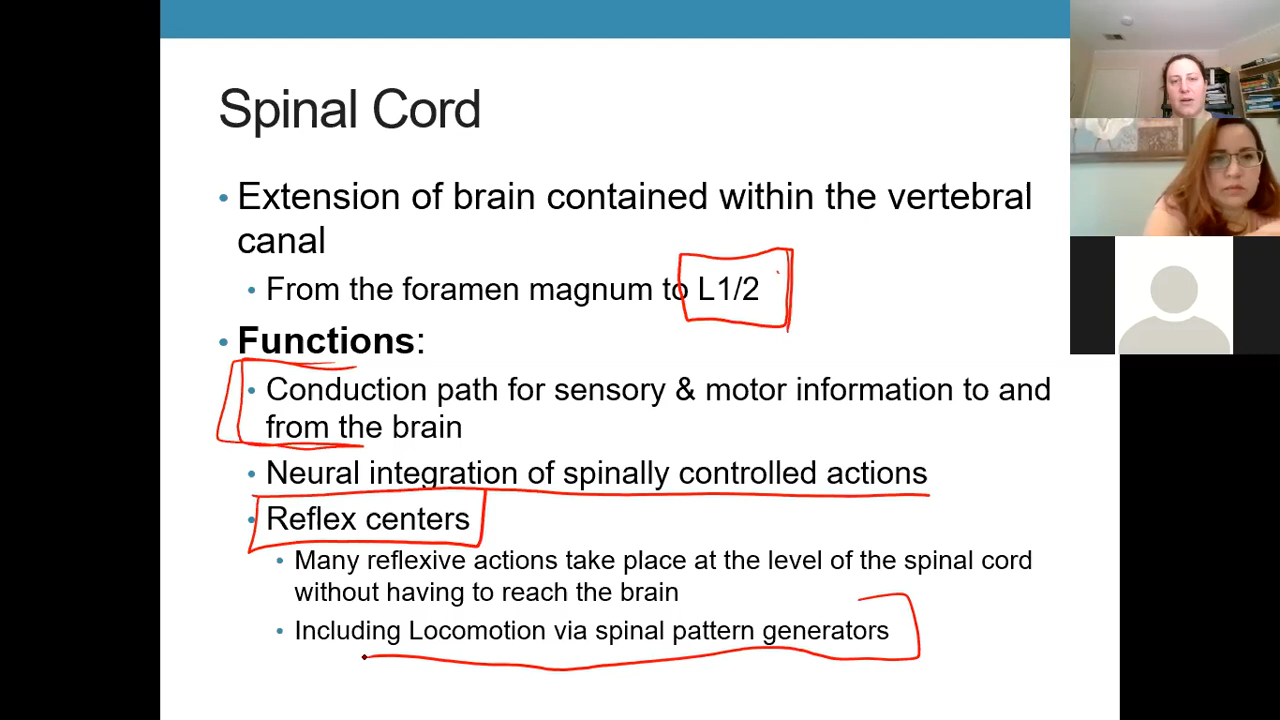 Spinal Cord
• Extension of brain contained within the vertebral
canal
• From the foramen magnum to L1/2
• Functions:
• Conduction path for sensory & motor information to and
from the brain
• Neural integration of spinally controlled actions
• Reflex centers
• Many reflexive actions take place at the level of the spinal cord
without having to reach the brain
• Including Locomotion via spinal pattern generators